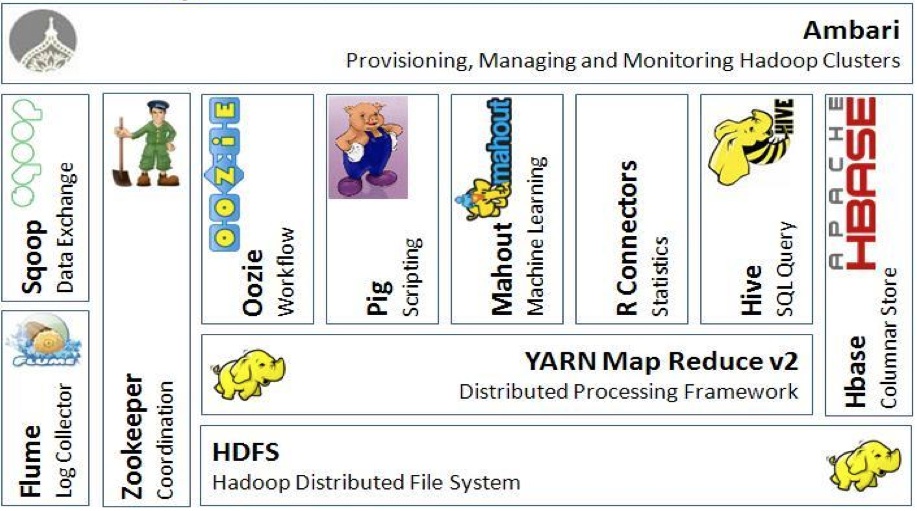 Ambari
Provisioning, Managing and Monitoring Hadoop Clusters
sqoop
Sqoop
Data Exchange
FLUME
Flume
Log Collector
Zookeeper
Coordination
OOZiE
Oozie
Workflow
Pig
Scripting
mahout
Mahout
Machine Learning
R Connectors
Statistics
HIVE
Hive
SQL Query
APACHE
HBASE
Hbase
Columnar Store
YARN Map Reduce v2
Distributed Processing Framework
HDFS
Hadoop Distributed File System